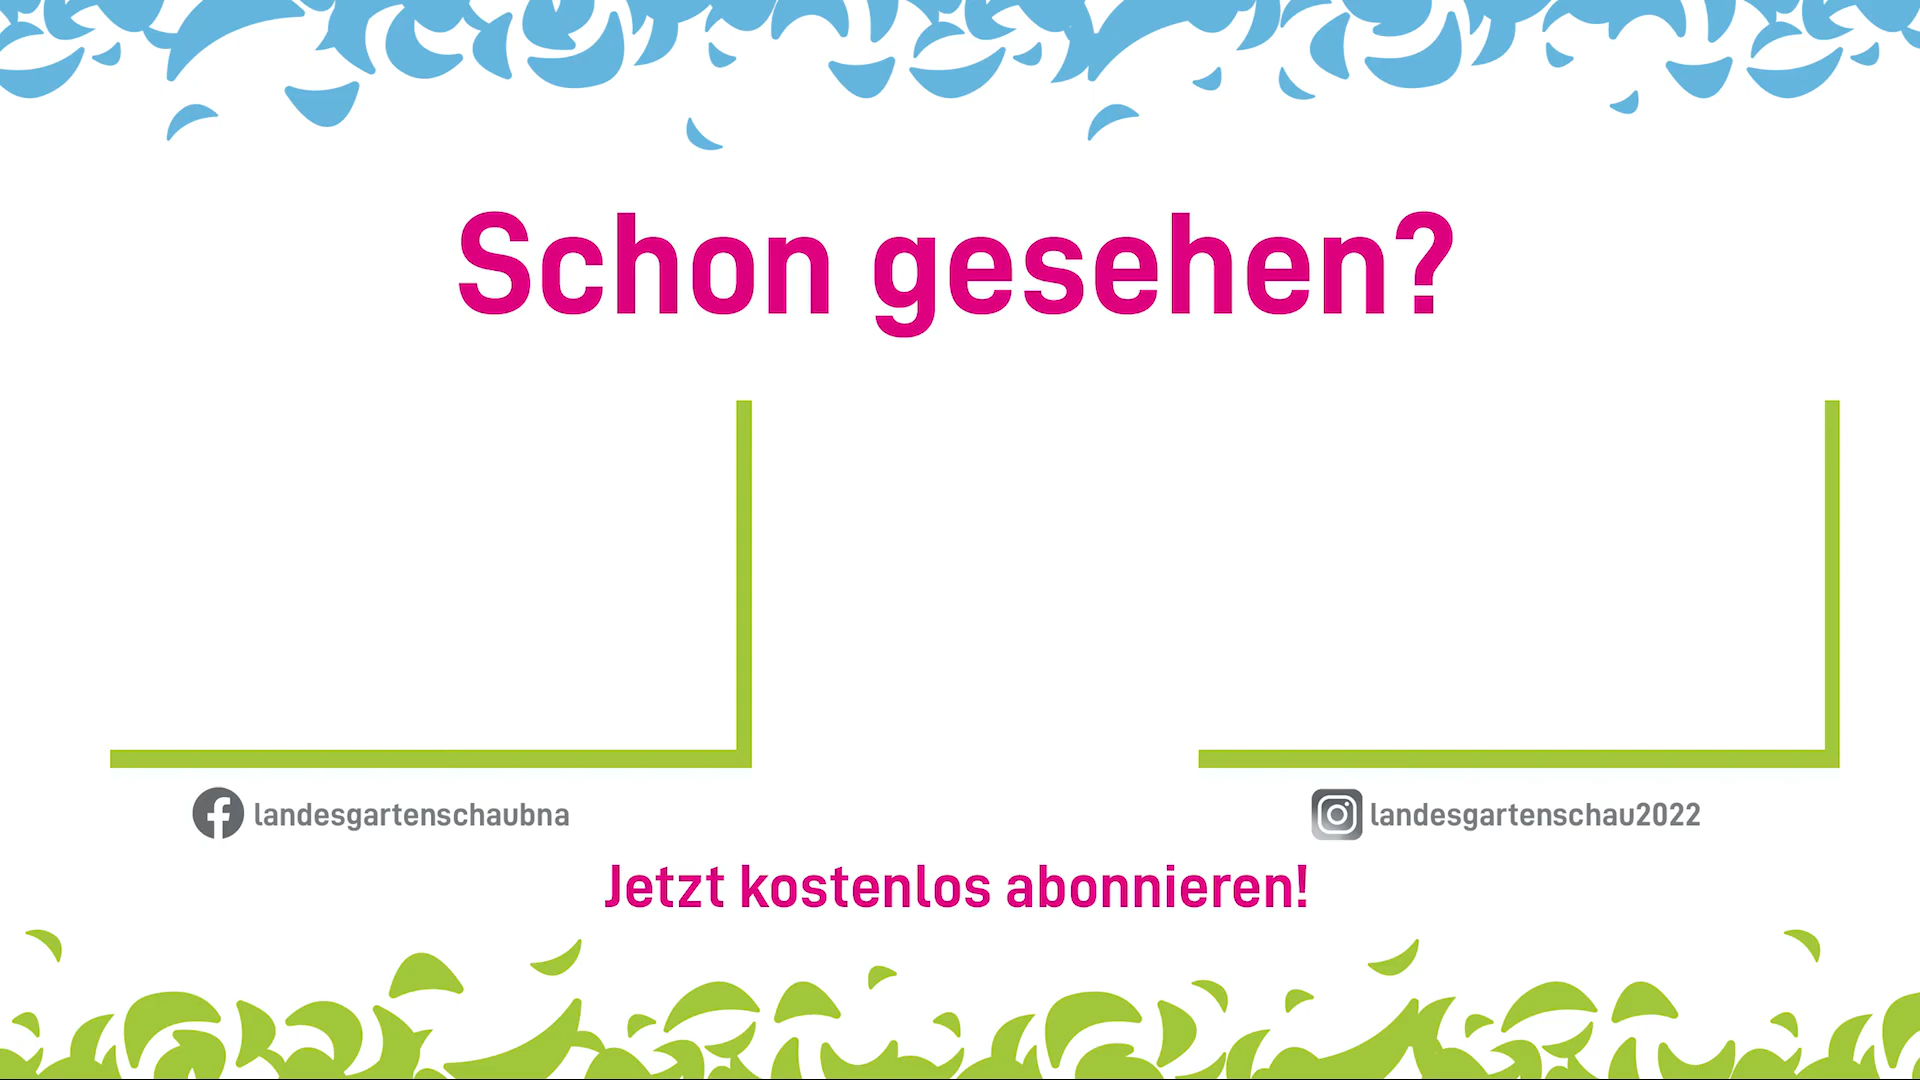 Schon gesehen?
landesgartenschaubna
landesgartenschau2022
Jetzt kostenlos abonnieren!